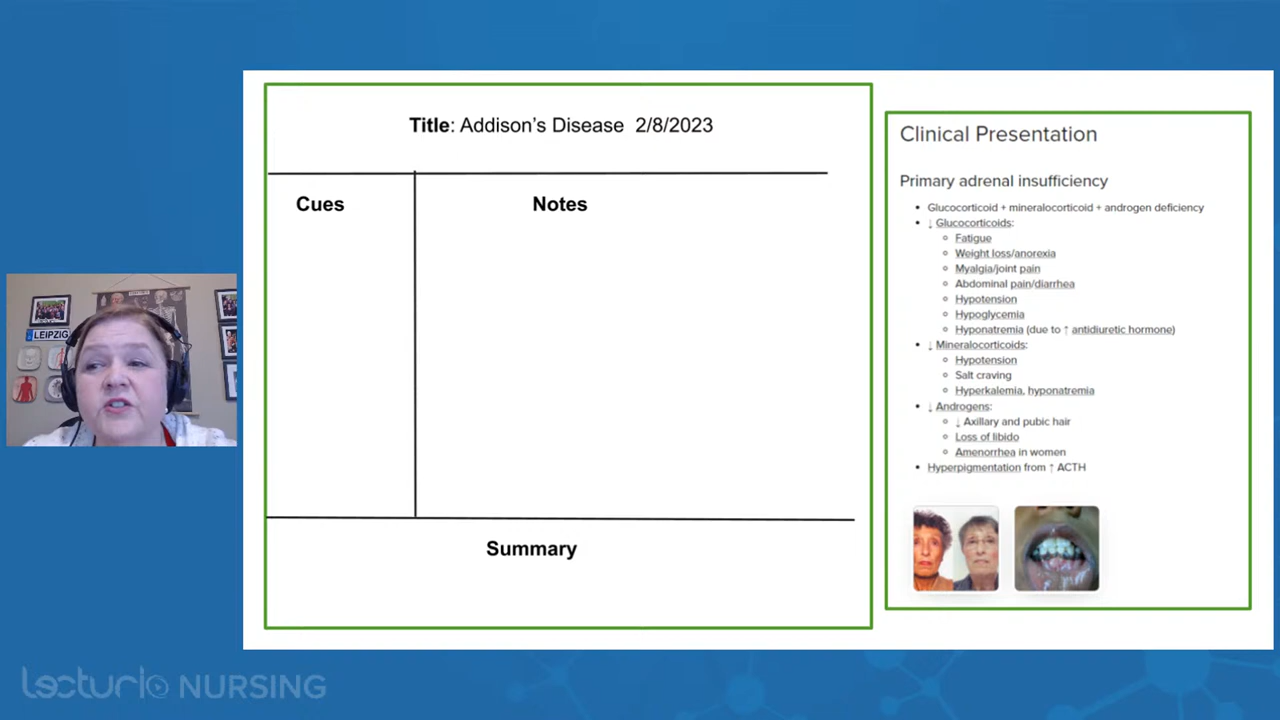 Title: Addison's Disease 2/8/2023
Cues
Notes
Summary
Clinical Presentation
Primary adrenal insufficiency
• Glucocorticoid + mineralocorticoid + androgen deficiency
• ↓ Glucocorticoids:
○ Fatigue
○ Weight loss/anorexia
○ Myalgia/joint pain
○ Abdominal pain/diarrhea
○ Hypotension
○ Hypoglycemia
○ Hyponatremia (due to ↑ antidiuretic hormone)
• ↓ Mineralocorticoids:
○ Hypotension
○ Salt craving
○ Hyperkalemia, hyponatremia
• ↓ Androgens:
○ ↓ Axillary and pubic hair
○ Loss of libido
○ Amenorrhea in women
• Hyperpigmentation from ↑ ACTH
LEIPZIG
Lecturio NURSING